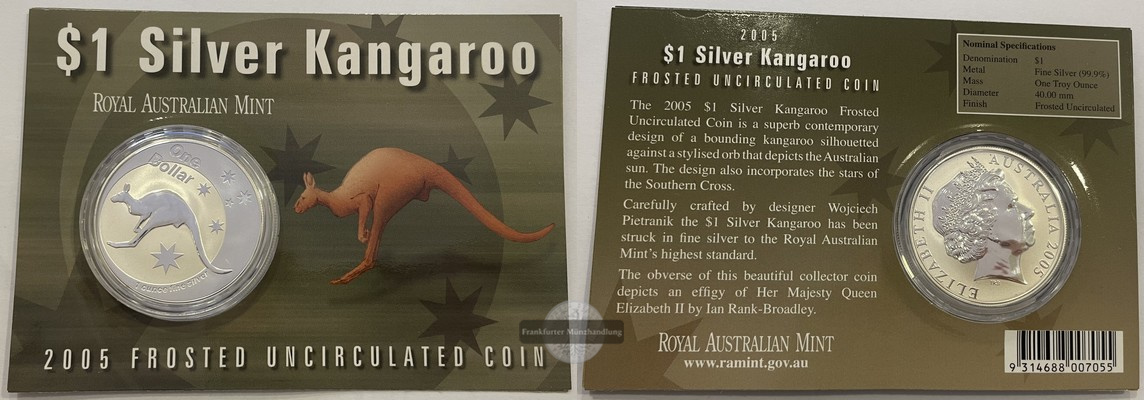 $1 Silver Kangaroo
ROYAL AUSTRALIAN MINT
One
Dollar
1 ounce fine silver
2005 FROSTED UNCIRCULATED COIN
Frankfurter Münzhandlung
2005
$1 Silver Kangaroo
FROSTED UNCIRCULATED COIN
Nominal Specifications
Denomination $1
Metal Fine Silver (99.9%)
Mass One Troy Ounce
Diameter 40.00 mm
Finish Frosted Uncirculated
The 2005 $1 Silver Kangaroo Frosted
Uncirculated Coin is a superb contemporary
design of a bounding kangaroo silhouetted
against a stylised orb that depicts the Australian
sun. The design also incorporates the stars of
the Southern Cross.
Carefully crafted by designer Wojciech
Pietranik the $1 Silver Kangaroo has been
struck in fine silver to the Royal Australian
Mint's highest standard.
The obverse of this beautiful collector coin
depicts an effigy of Her Majesty Queen
Elizabeth II by Ian Rank-Broadley.
ELIZABETH II AUSTRALIA 2005
ROYAL AUSTRALIAN MINT
www.ramint.gov.au
9 314688 007055